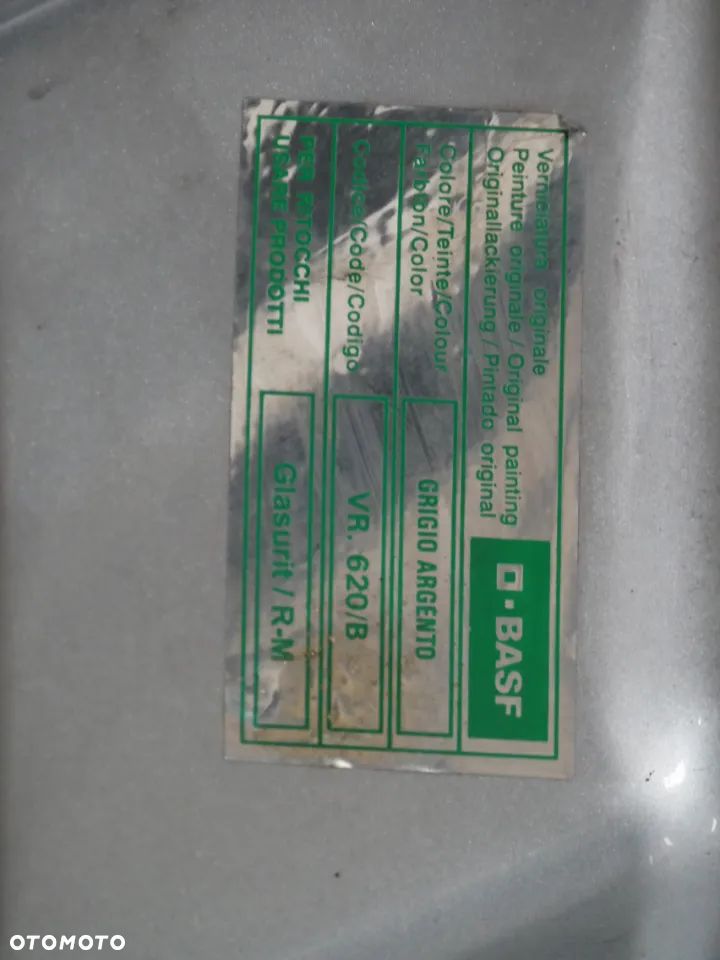 Verniciatura originale
Peinture originale / Original painting
Originallackierung / Pintado original
BASF
Colore/Teinte/Colour
Farbton/Color
GRIGIO ARGENTO
Codice/Code/Codigo
VR. 620/B
PER RITOCCHI
USARE PRODOTTI
Glasurit / R-M
OTOMOTO